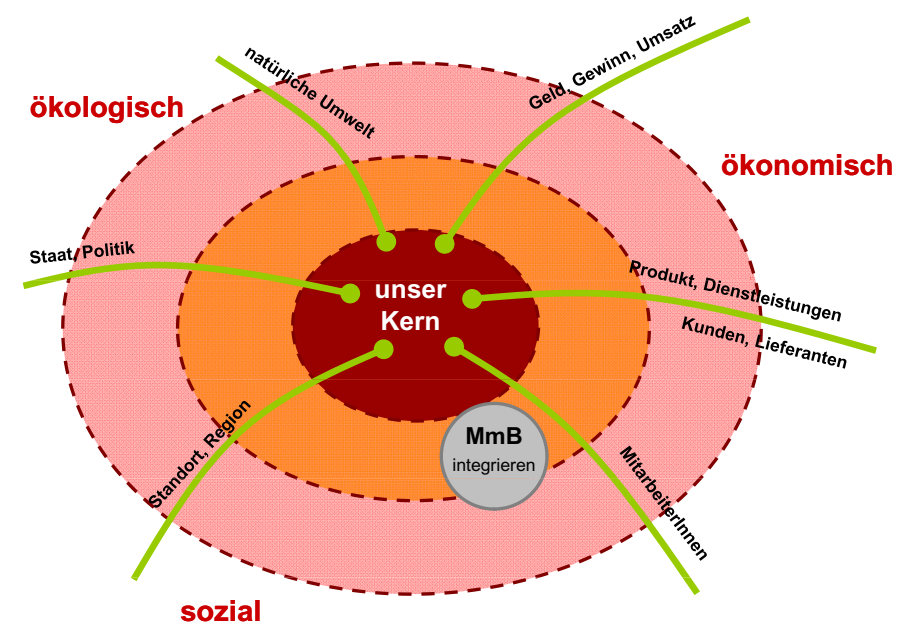 natürliche Umwelt
Geld, Gewinn, Umsatz
ökologisch
ökonomisch
Staat, Politik
unser
Kern
Produkt, Dienstleistungen
Kunden, Lieferanten
Standort, Region
MmB
integrieren
MitarbeiterInnen
sozial